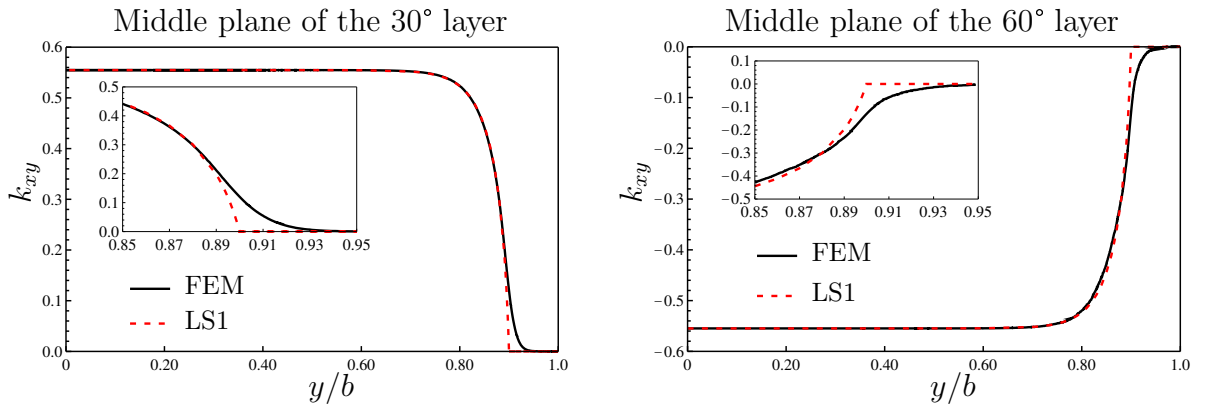 Middle plane of the 30° layer
0.6
0.5
0.4
0.3
0.2
0.1
0.0
k_xy
0 0.20 0.40 0.60 0.80 1.0
y/b
0.5
0.4
0.3
0.2
0.1
0.0
0.85 0.87 0.89 0.91 0.93 0.95
FEM
LS1
Middle plane of the 60° layer
0.0
−0.1
−0.2
−0.3
−0.4
−0.5
−0.6
k_xy
0 0.20 0.40 0.60 0.80 1.0
y/b
0.1
0.0
−0.1
−0.2
−0.3
−0.4
−0.5
0.85 0.87 0.89 0.91 0.93 0.95
FEM
LS1